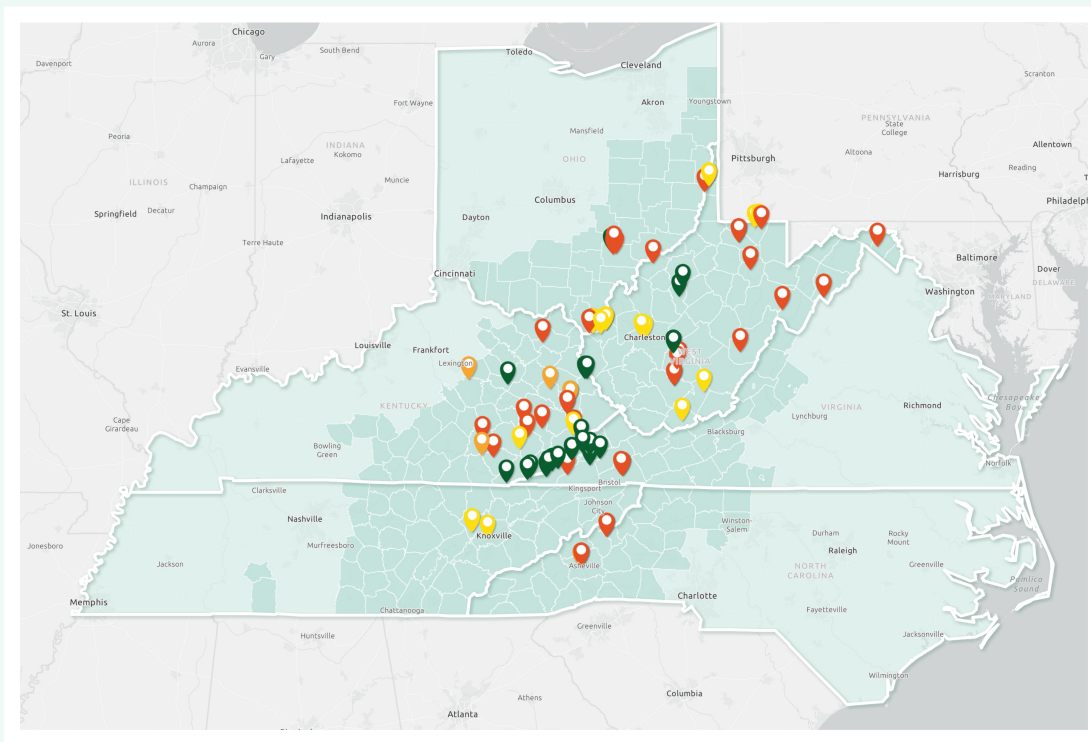 Chicago
Aurora
Gary
South Bend
Toledo
Cleveland
Davenport
Scranton
Fort Wayne
Akron
Youngstown
PENNSYLVANIA
State
College
Peoria
Mansfield
INDIANA
Kokomo
Lafayette
OHIO
Pittsburgh
Altoona
Allentown
Reading
Harrisburg
ILLINOIS
Champaign
Muncie
Columbus
Springfield
Decatur
Indianapolis
Dayton
Philadelph
Terre Haute
Baltimore
Dover
DELAWARE
Cincinnati
Washington
MARYLAND
St. Louis
Charleston
WEST
VIRGINIA
Louisville
Frankfort
Lexington
Evansville
Chesapeake
Bay
Cape
Girardeau
KENTUCKY
VIRGINIA
Richmond
Lynchburg
Blacksburg
Bowling
Green
Norfolk
Bristol
Kingsport
Clarksville
Johnson
City
Nashville
Winston-
Salem
Knoxville
Durham
Rocky
Mount
Raleigh
Jonesboro
Murfreesboro
Jackson
Asheville
NORTH
CAROLINA
Greenville
Pamlico
Sound
Memphis
Chattanooga
Charlotte
Fayetteville
Huntsville
Greenville
Jacksonville
Wilmington
Athens
Columbia
Atlanta